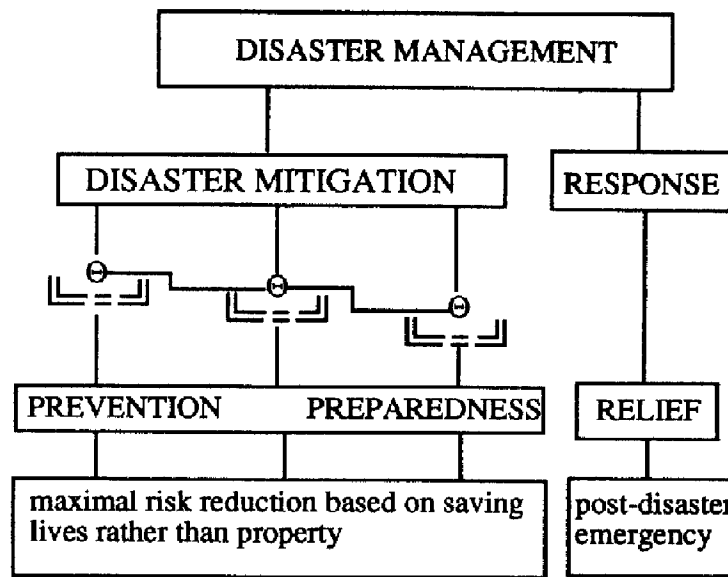 DISASTER MANAGEMENT
DISASTER MITIGATION
RESPONSE
PREVENTION PREPAREDNESS
RELIEF
maximal risk reduction based on saving
lives rather than property
post-disaster
emergency